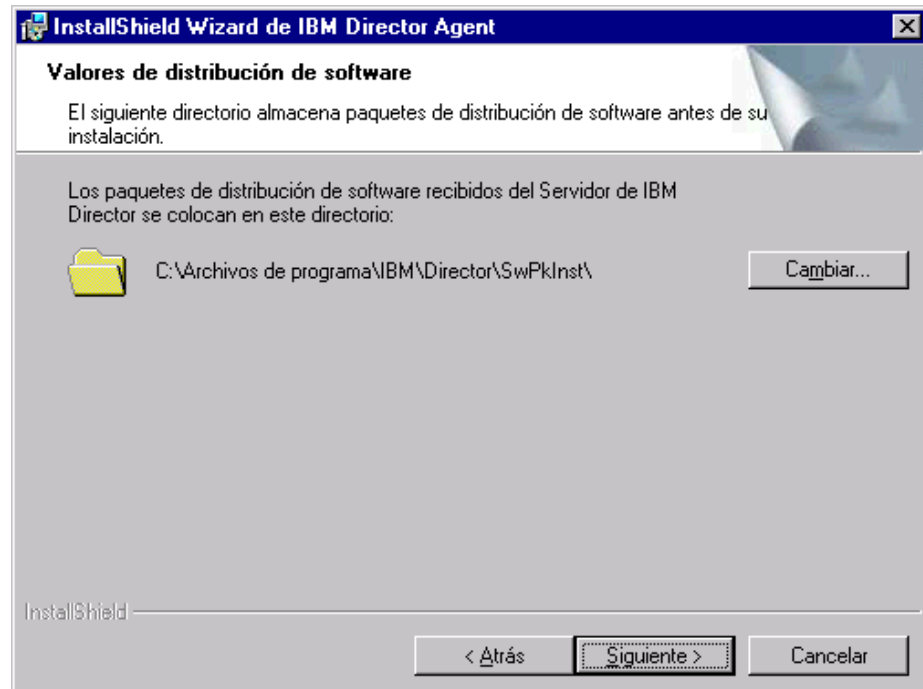 InstallShield Wizard de IBM Director Agent
Valores de distribución de software
El siguiente directorio almacena paquetes de distribución de software antes de su
instalación.
Los paquetes de distribución de software recibidos del Servidor de IBM
Director se colocan en este directorio:
C:\Archivos de programa\IBM\Director\SwPkInst\
Cambiar...
InstallShield
< Atrás
Siguiente >
Cancelar